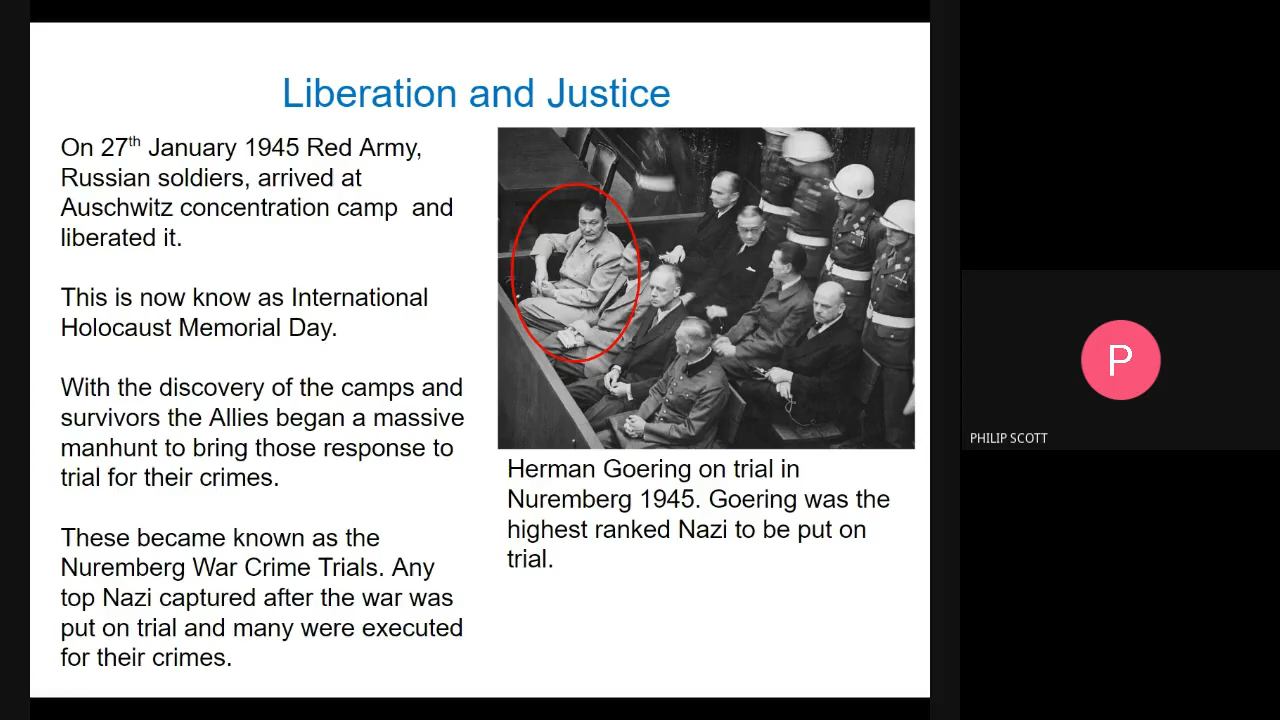 Liberation and Justice
On 27th January 1945 Red Army,
Russian soldiers, arrived at
Auschwitz concentration camp  and
liberated it.
This is now know as International
Holocaust Memorial Day.
With the discovery of the camps and
survivors the Allies began a massive
manhunt to bring those response to
trial for their crimes.
These became known as the
Nuremberg War Crime Trials. Any
top Nazi captured after the war was
put on trial and many were executed
for their crimes.
Herman Goering on trial in
Nuremberg 1945. Goering was the
highest ranked Nazi to be put on
trial.
P
PHILIP SCOTT